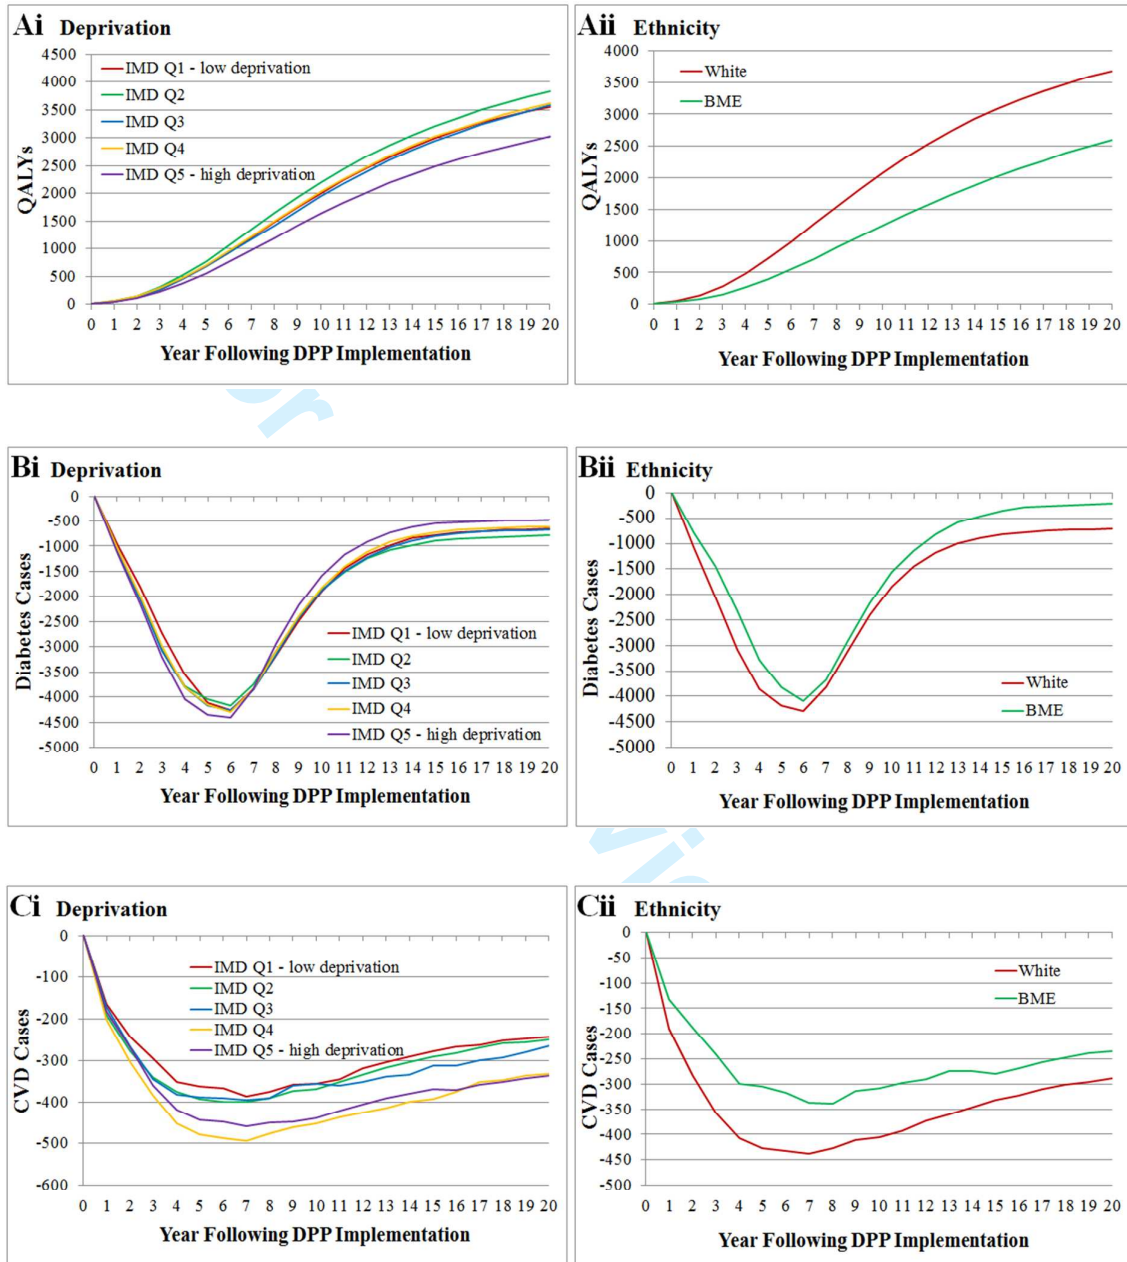 Ai Deprivation
4500
4000
3500
3000
2500
2000
1500
1000
500
0
QALYs
IMD Q1 - low deprivation
IMD Q2
IMD Q3
IMD Q4
IMD Q5 - high deprivation
0 1 2 3 4 5 6 7 8 9 10 11 12 13 14 15 16 17 18 19 20
Year Following DPP Implementation
Aii Ethnicity
4000
3500
3000
2500
2000
1500
1000
500
0
QALYs
White
BME
0 1 2 3 4 5 6 7 8 9 10 11 12 13 14 15 16 17 18 19 20
Year Following DPP Implementation
Bi Deprivation
0
-500
-1000
-1500
-2000
-2500
-3000
-3500
-4000
-4500
-5000
Diabetes Cases
IMD Q1 - low deprivation
IMD Q2
IMD Q3
IMD Q4
IMD Q5 - high deprivation
0 1 2 3 4 5 6 7 8 9 10 11 12 13 14 15 16 17 18 19 20
Year Following DPP Implementation
Bii Ethnicity
0
-500
-1000
-1500
-2000
-2500
-3000
-3500
-4000
-4500
-5000
Diabetes Cases
White
BME
0 1 2 3 4 5 6 7 8 9 10 11 12 13 14 15 16 17 18 19 20
Year Following DPP Implementation
Ci Deprivation
0
-100
-200
-300
-400
-500
-600
CVD Cases
IMD Q1 - low deprivation
IMD Q2
IMD Q3
IMD Q4
IMD Q5 - high deprivation
0 1 2 3 4 5 6 7 8 9 10 11 12 13 14 15 16 17 18 19 20
Year Following DPP Implementation
Cii Ethnicity
0
-50
-100
-150
-200
-250
-300
-350
-400
-450
-500
CVD Cases
White
BME
0 1 2 3 4 5 6 7 8 9 10 11 12 13 14 15 16 17 18 19 20
Year Following DPP Implementation